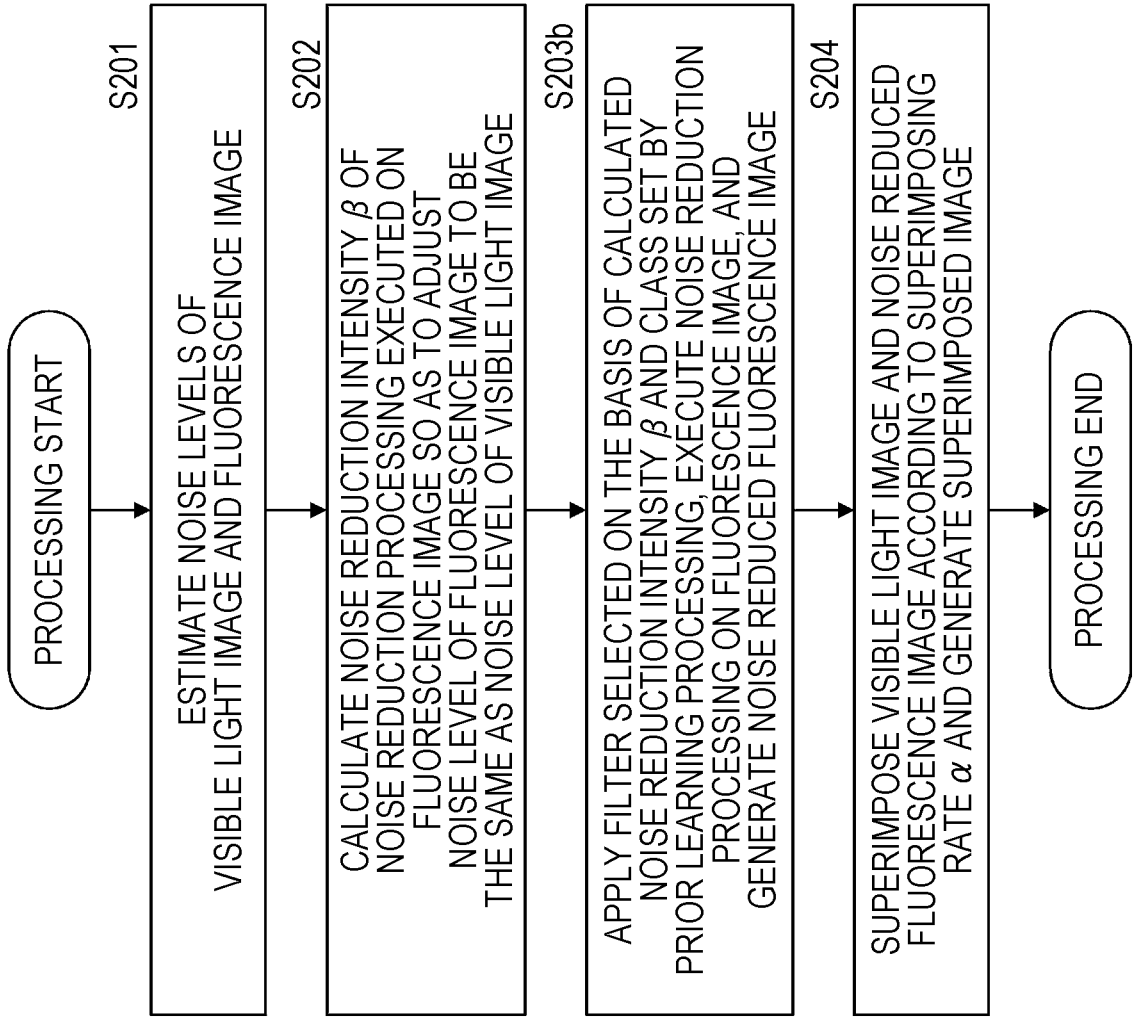 PROCESSING START
S201
ESTIMATE NOISE LEVELS OF
VISIBLE LIGHT IMAGE AND FLUORESCENCE IMAGE
S202
CALCULATE NOISE REDUCTION INTENSITY β OF
NOISE REDUCTION PROCESSING EXECUTED ON
FLUORESCENCE IMAGE SO AS TO ADJUST
NOISE LEVEL OF FLUORESCENCE IMAGE TO BE
THE SAME AS NOISE LEVEL OF VISIBLE LIGHT IMAGE
S203b
APPLY FILTER SELECTED ON THE BASIS OF CALCULATED
NOISE REDUCTION INTENSITY β AND CLASS SET BY
PRIOR LEARNING PROCESSING, EXECUTE NOISE REDUCTION
PROCESSING ON FLUORESCENCE IMAGE, AND
GENERATE NOISE REDUCED FLUORESCENCE IMAGE
S204
SUPERIMPOSE VISIBLE LIGHT IMAGE AND NOISE REDUCED
FLUORESCENCE IMAGE ACCORDING TO SUPERIMPOSING
RATE α AND GENERATE SUPERIMPOSED IMAGE
PROCESSING END